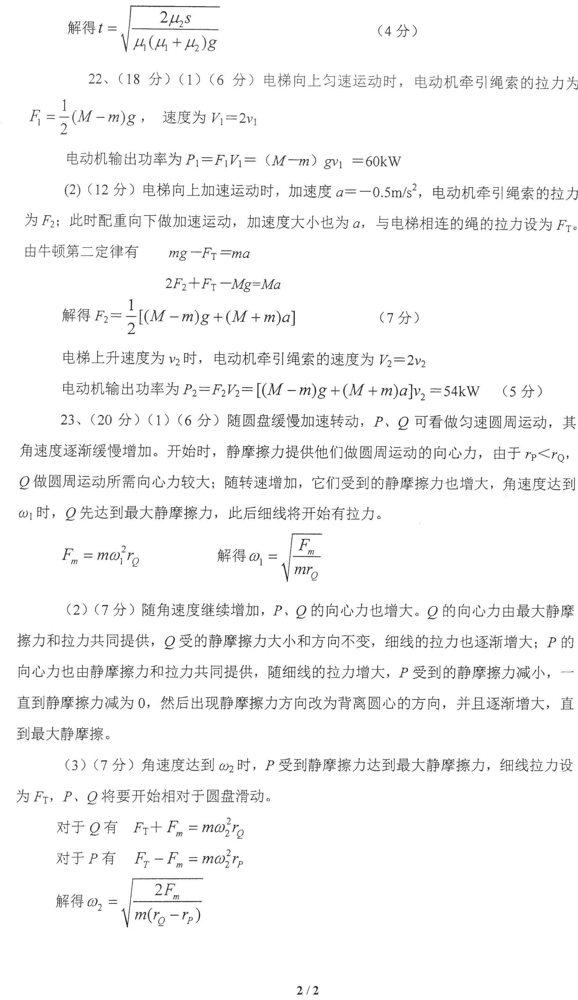 解得 $t=\sqrt{\frac{2\mu_2 s}{\mu_1(\mu_1+\mu_2)g}}$ （4 分）
22、（18 分）（1）（6 分）电梯向上匀速运动时，电动机牵引绳索的拉力为
$F_1=\frac{1}{2}(M-m)g$， 速度为 $V_1=2v_1$
电动机输出功率为 $P_1=F_1V_1=（M-m）gv_1=60$kW
(2)（12 分）电梯向上加速运动时，加速度 $a=-0.5$m/s$^2$，电动机牵引绳索的拉力
为 $F_2$；此时配重向下做加速运动，加速度大小也为 $a$，与电梯相连的绳的拉力设为 $F_T$。
由牛顿第二定律有 $mg-F_T=ma$
$2F_2+F_T-Mg=Ma$
解得 $F_2=\frac{1}{2}[(M-m)g+(M+m)a]$ （7 分）
电梯上升速度为 $v_2$ 时，电动机牵引绳索的速度为 $V_2=2v_2$
电动机输出功率为 $P_2=F_2V_2=[(M-m)g+(M+m)a]v_2=54$kW （5 分）
23、（20 分）（1）（6 分）随圆盘缓慢加速转动，P、Q 可看做匀速圆周运动，其
角速度逐渐缓慢增加。开始时，静摩擦力提供他们做圆周运动的向心力，由于 $r_P<r_Q$，
Q 做圆周运动所需向心力较大；随转速增加，它们受到的静摩擦力也增大，角速度达到
$\omega_1$ 时，Q 先达到最大静摩擦力，此后细线将开始有拉力。
$F_m=m\omega_1^2r_Q$ 解得 $\omega_1=\sqrt{\frac{F_m}{mr_Q}}$
（2）（7 分）随角速度继续增加，P、Q 的向心力也增大。Q 的向心力由最大静摩
擦力和拉力共同提供，Q 受的静摩擦力大小和方向不变，细线的拉力也逐渐增大；P 的
向心力也由静摩擦力和拉力共同提供，随细线的拉力增大，P 受到的静摩擦力减小，一
直到静摩擦力减为 0，然后出现静摩擦力方向改为背离圆心的方向，并且逐渐增大，直
到最大静摩擦。
（3）（7 分）角速度达到 $\omega_2$ 时，P 受到静摩擦力达到最大静摩擦力，细线拉力设
为 $F_T$，P、Q 将要开始相对于圆盘滑动。
对于 Q 有 $F_T+F_m=m\omega_2^2r_Q$
对于 P 有 $F_T-F_m=m\omega_2^2r_P$
解得 $\omega_2=\sqrt{\frac{2F_m}{m(r_Q-r_P)}}$
2 / 2